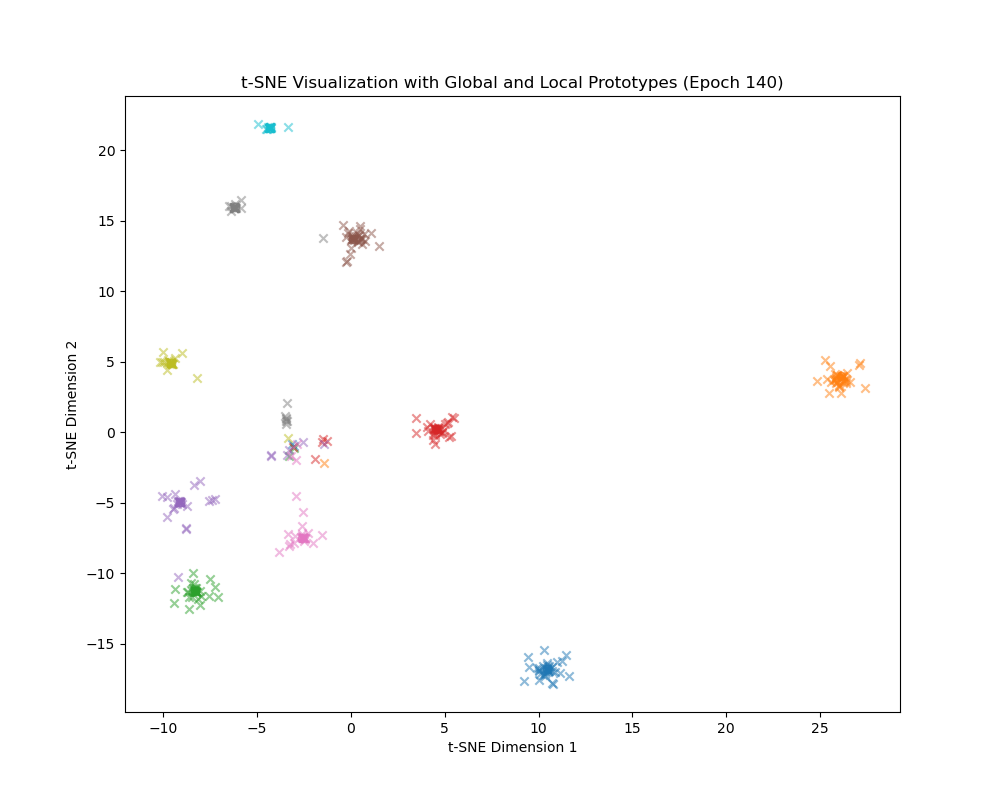 t-SNE Visualization with Global and Local Prototypes (Epoch 140)
20
15
10
5
0
−5
−10
−15
t-SNE Dimension 2
−10 −5 0 5 10 15 20 25
t-SNE Dimension 1